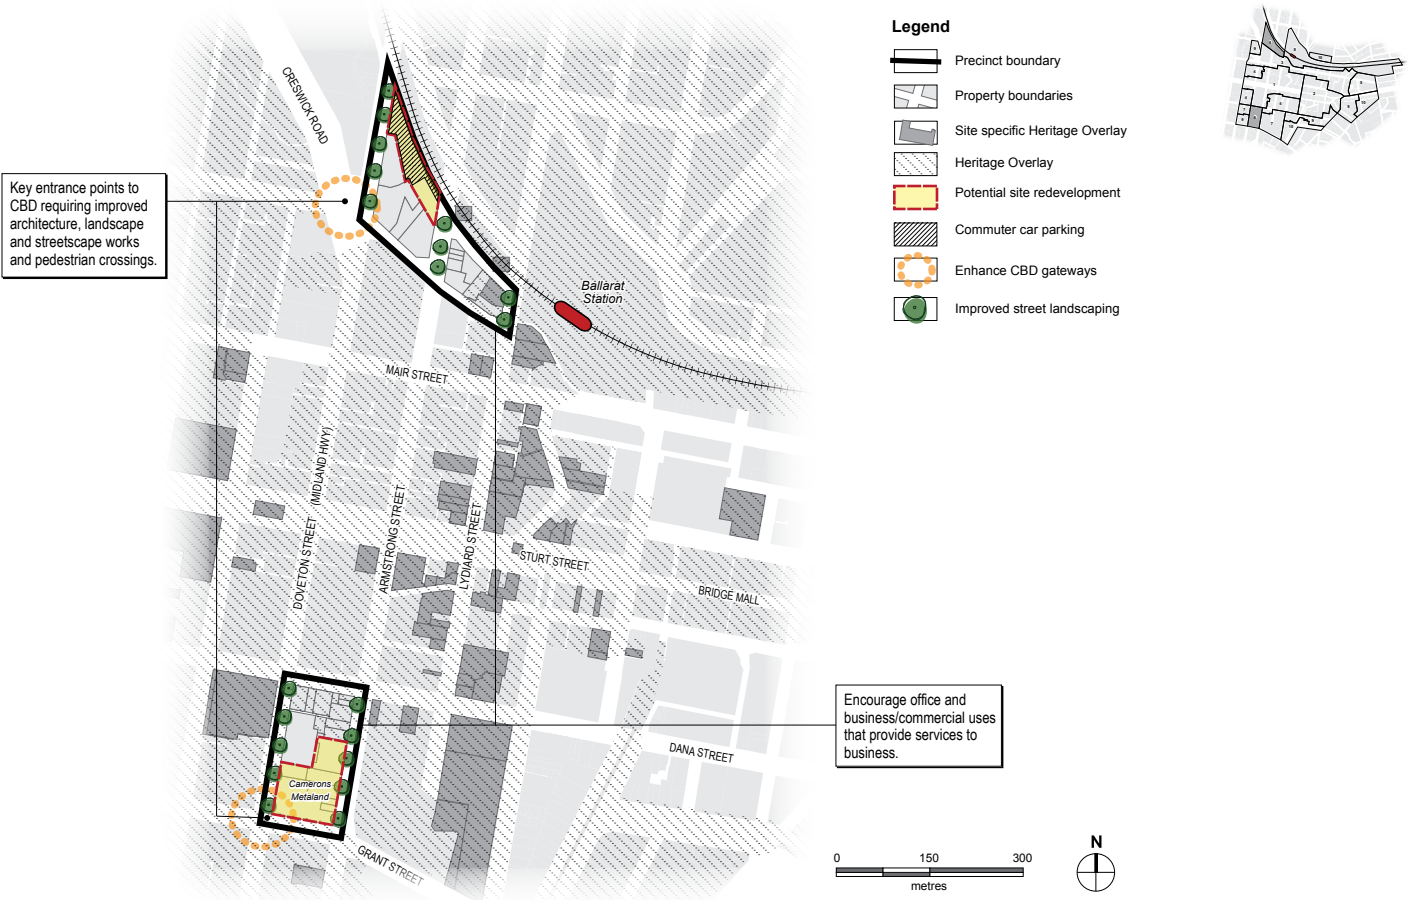 Legend
Precinct boundary
Property boundaries
Site specific Heritage Overlay
Heritage Overlay
Potential site redevelopment
Commuter car parking
Enhance CBD gateways
Improved street landscaping
CRESWICK ROAD
Key entrance points to
CBD requiring improved
architecture, landscape
and streetscape works
and pedestrian crossings.
Ballarat
Station
MAIR STREET
DOVETON STREET (MIDLAND HWY)
ARMSTRONG STREET
LYDIARD STREET
STURT STREET
BRIDGE MALL
Encourage office and
business/commercial uses
that provide services to
business.
DANA STREET
Camerons
Metaland
GRANT STREET
0 150 300
metres
N